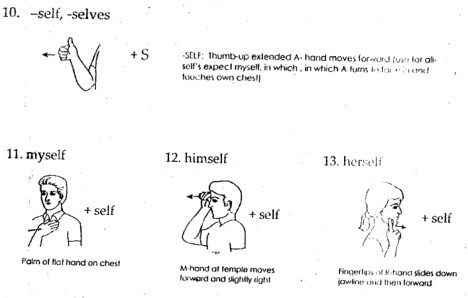 10. –self, -selves
+ S
-SELF: Thumb-up extended A- hand moves forward (use for all-
self's expect myself, in which , in which A turns to and
touches own chest)
11. myself
+ self
Palm of flat hand on chest
12. himself
+ self
M-hand at temple moves
forward and slightly right
13. herself
+ self
Fingertips of R-hand slides down
jawline and then forward